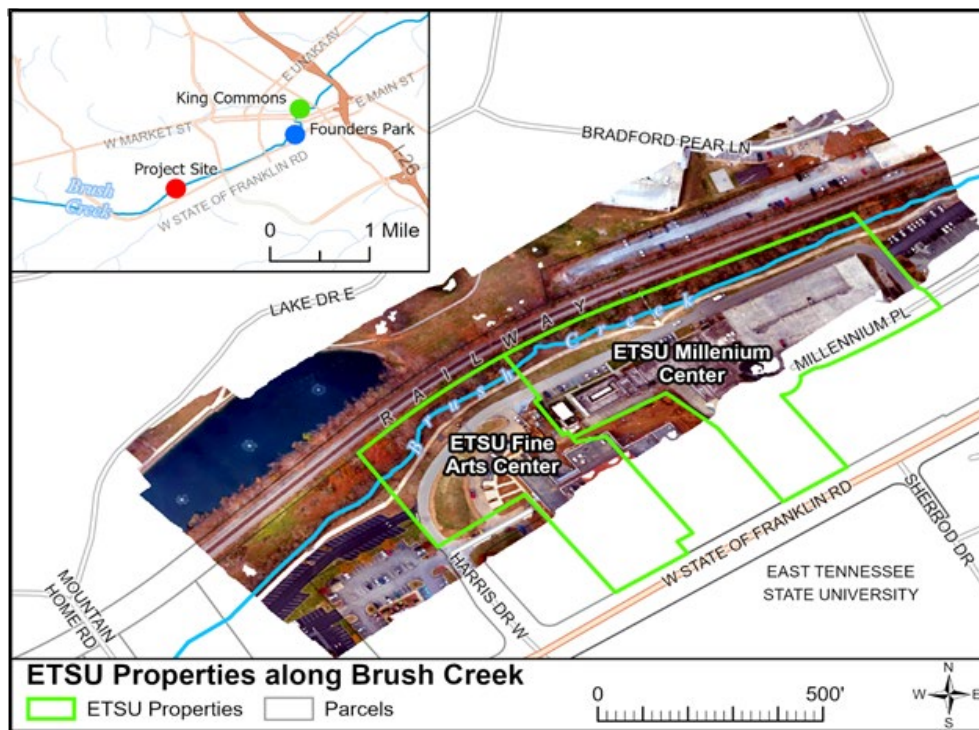 E UNAKA AV
King Commons
E MAIN ST
W MARKET ST
Founders Park
I-26
Project Site
W STATE OF FRANKLIN RD
Brush
Creek
0 1 Mile
BRADFORD PEAR LN
LAKE DR E
RAILWAY
Brush Creek
ETSU Millenium
Center
MILLENNIUM PL
ETSU Fine
Arts Center
W STATE OF FRANKLIN RD
SHERROD DR
HARRIS DR W
MOUNTAIN
HOME RD
EAST TENNESSEE
STATE UNIVERSITY
ETSU Properties along Brush Creek
ETSU Properties Parcels
0 500'
N
W E
S